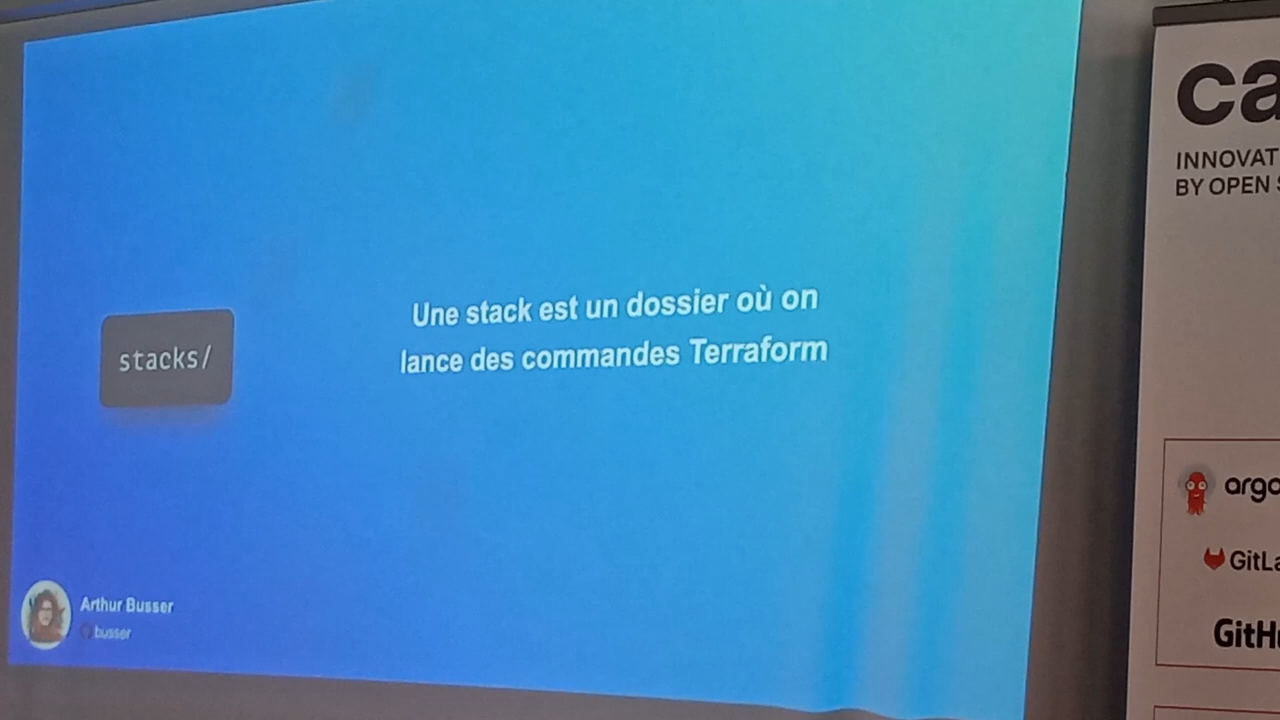 stacks/
Une stack est un dossier où on
lance des commandes Terraform
Arthur Busser
busser
ca
INNOVAT
BY OPEN
argo
GitLa
GitHu